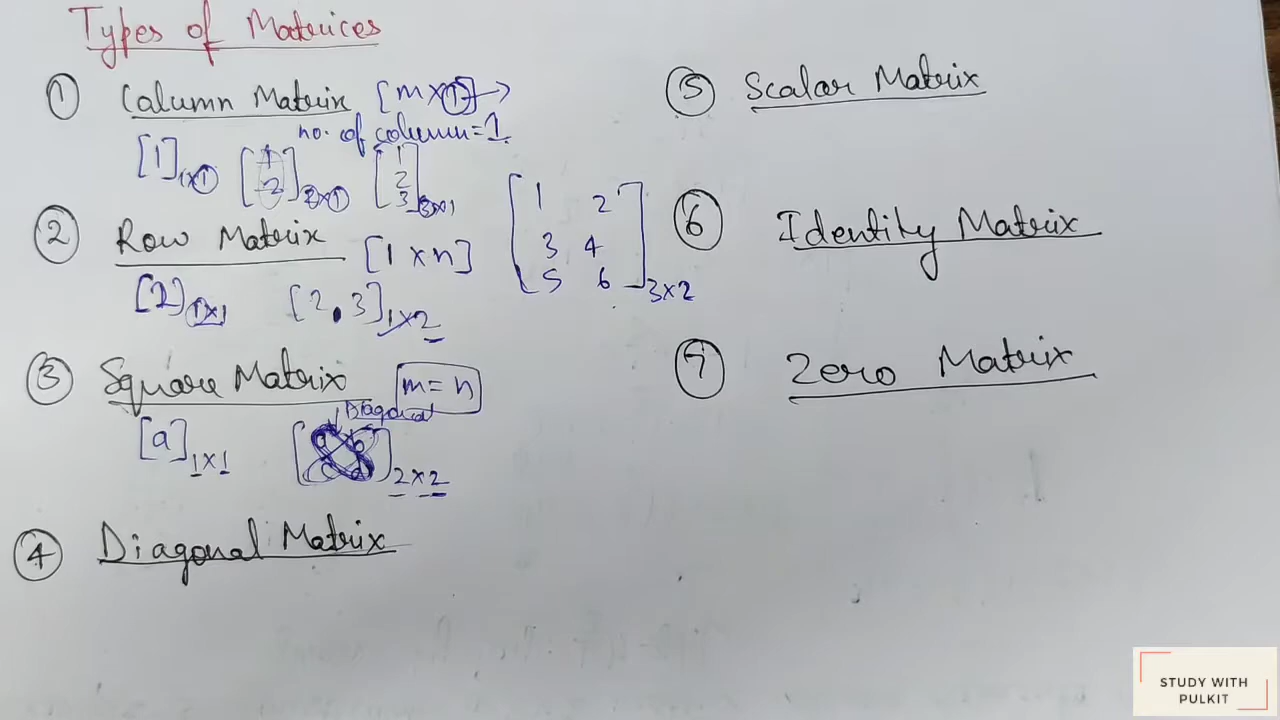 Types of Matrices
① Column Matrix [m×1] →
no. of column = 1.
[1]1×1 [1 2]2×1 [1 2 3]3×1
② Row Matrix [1 × n]
[2]1×1 [2, 3]1×2
1 2
3 4
5 6
3×2
③ Square Matrix m = n
Diagonal
[a]1×1 2×2
④ Diagonal Matrix
⑤ Scalar Matrix
⑥ Identity Matrix
⑦ Zero Matrix
STUDY WITH
PULKIT